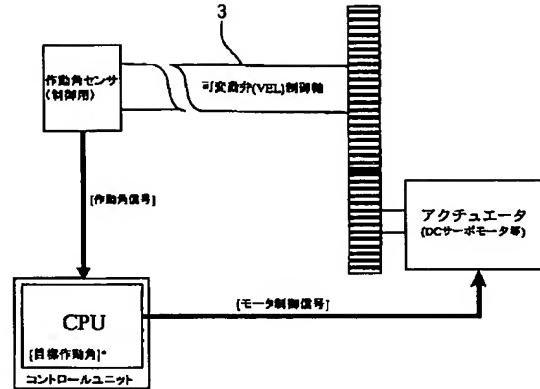 3
作動角センサ
(制御用)
可変動弁(VEL)制御軸
[作動角信号]
アクチュエータ
(DCサーボモータ等)
[モータ制御信号]
CPU
[目標作動角]*
コントロールユニット